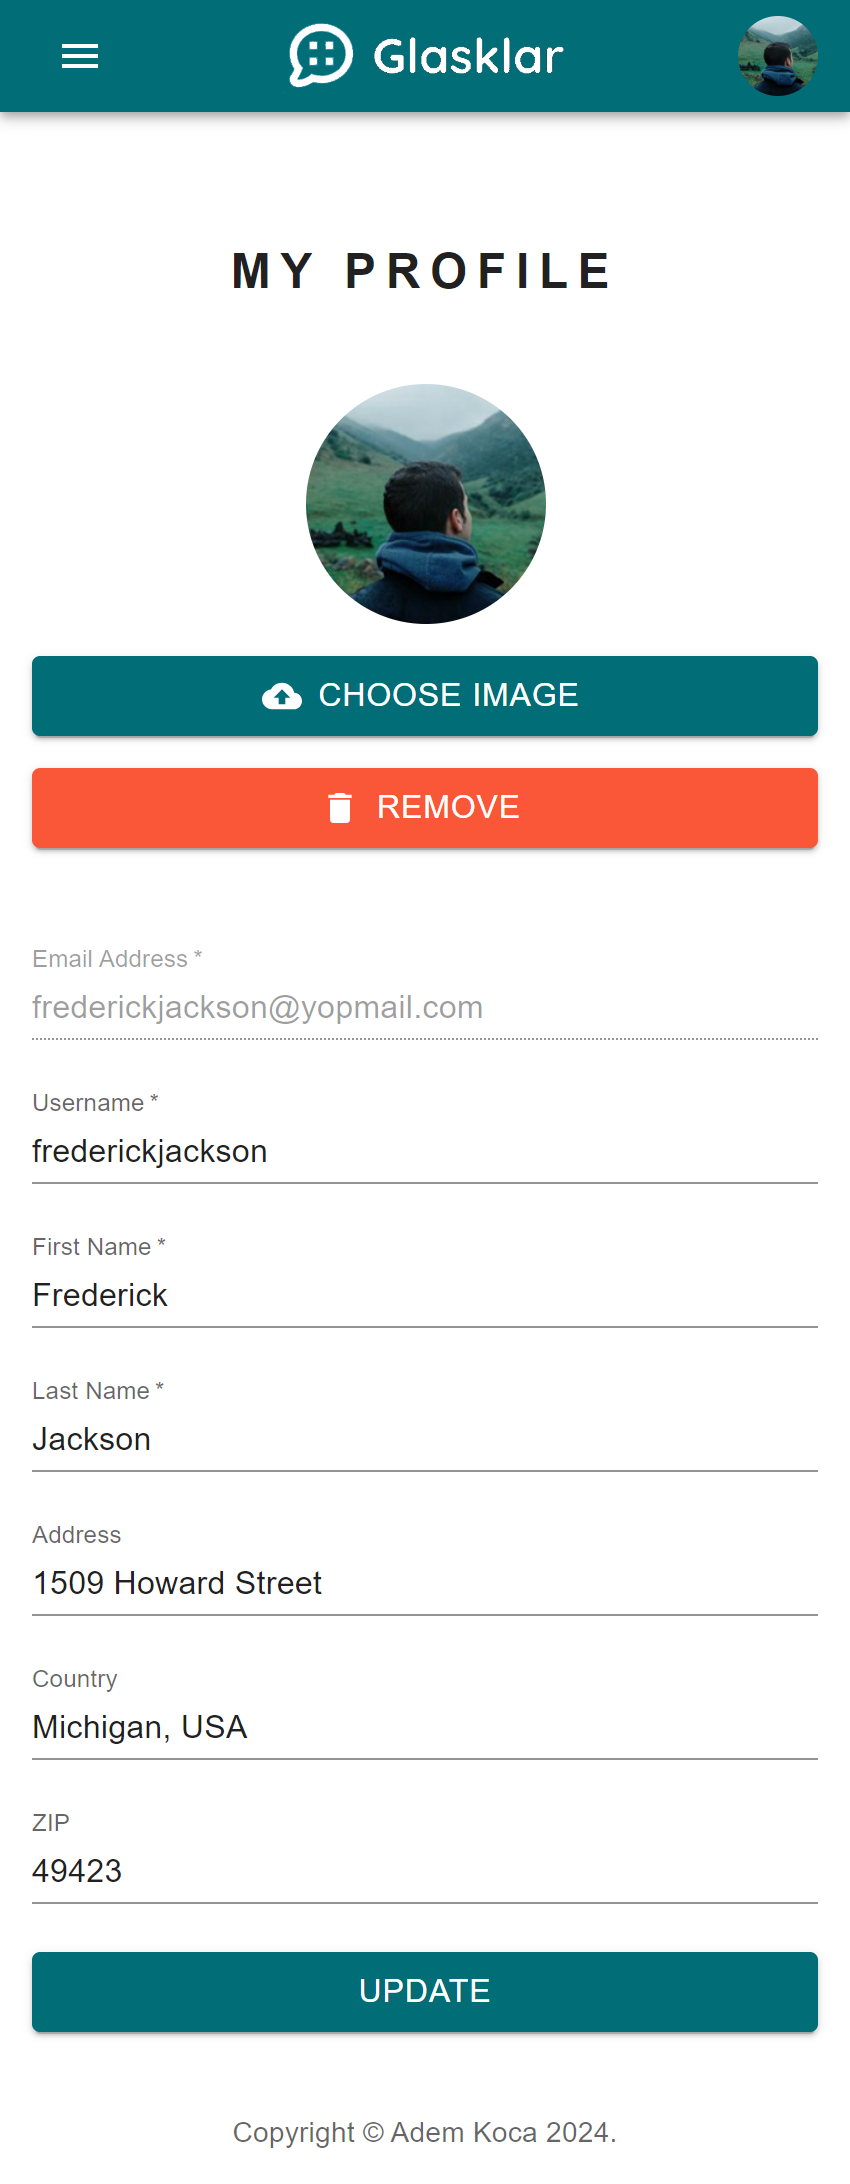 Glasklar
MY PROFILE
CHOOSE IMAGE
REMOVE
Email Address *
frederickjackson@yopmail.com
Username *
frederickjackson
First Name *
Frederick
Last Name *
Jackson
Address
1509 Howard Street
Country
Michigan, USA
ZIP
49423
UPDATE
Copyright © Adem Koca 2024.